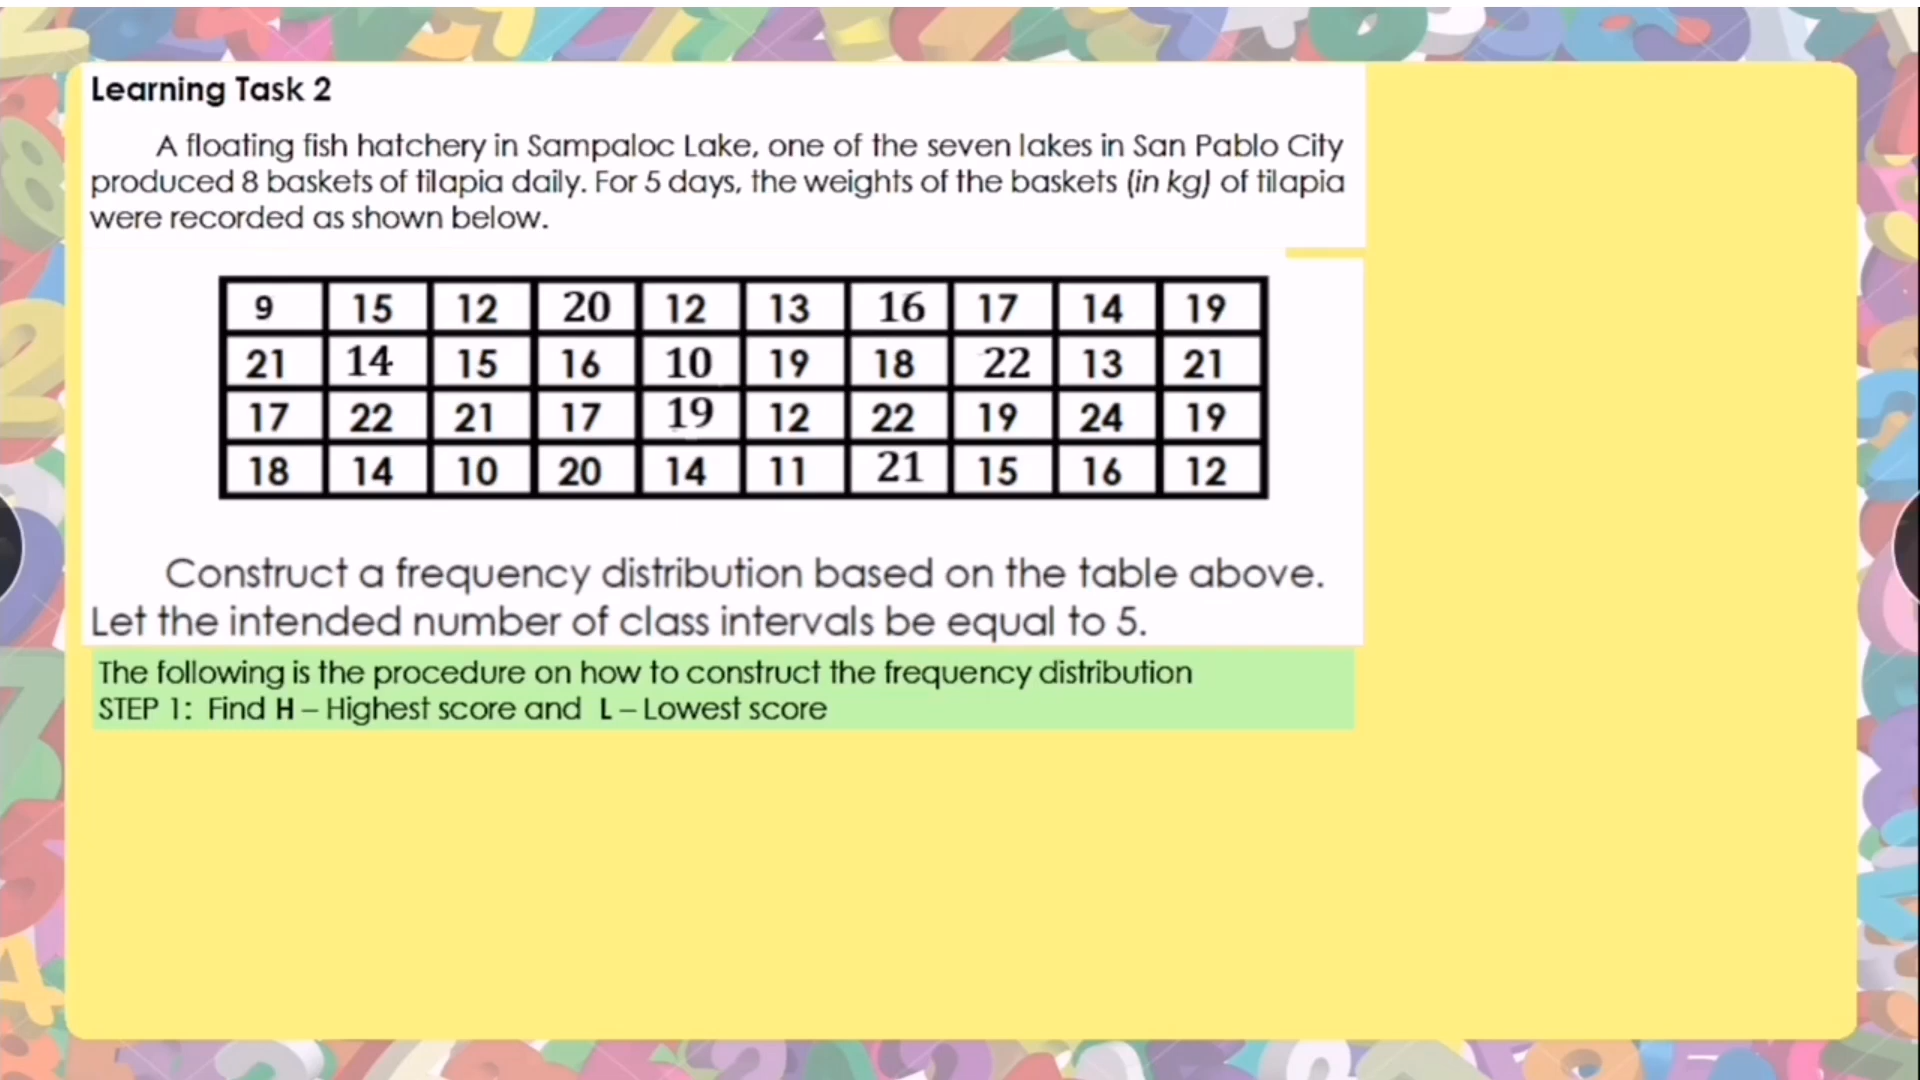 Learning Task 2
A floating fish hatchery in Sampaloc Lake, one of the seven lakes in San Pablo City
produced 8 baskets of tilapia daily. For 5 days, the weights of the baskets (in kg) of tilapia
were recorded as shown below.
9 15 12 20 12 13 16 17 14 19
21 14 15 16 10 19 18 22 13 21
17 22 21 17 19 12 22 19 24 19
18 14 10 20 14 11 21 15 16 12
Construct a frequency distribution based on the table above.
Let the intended number of class intervals be equal to 5.
The following is the procedure on how to construct the frequency distribution
STEP 1: Find H – Highest score and L – Lowest score